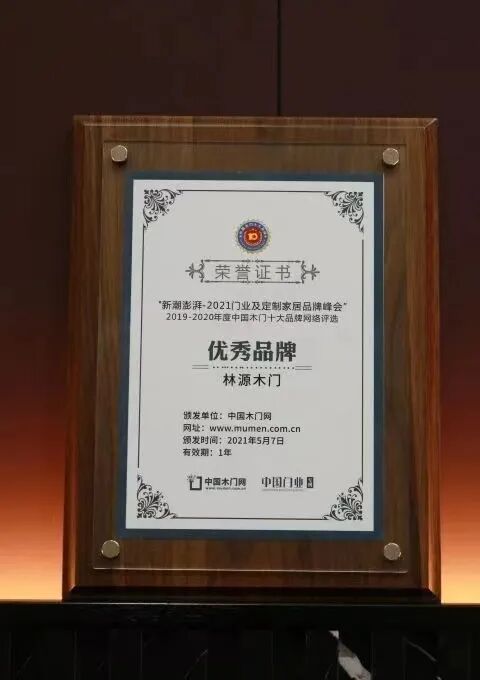 荣誉证书
"新潮澎湃-2021门业及定制家居品牌峰会"
2019-2020年度中国木门十大品牌网络评选
优秀品牌
林源木门
颁发单位：中国木门网
网址：www.mumen.com.cn
颁发时间：2021年5月7日
有效期：1年
中国木门网 中国门业
www.mumen.com.cn